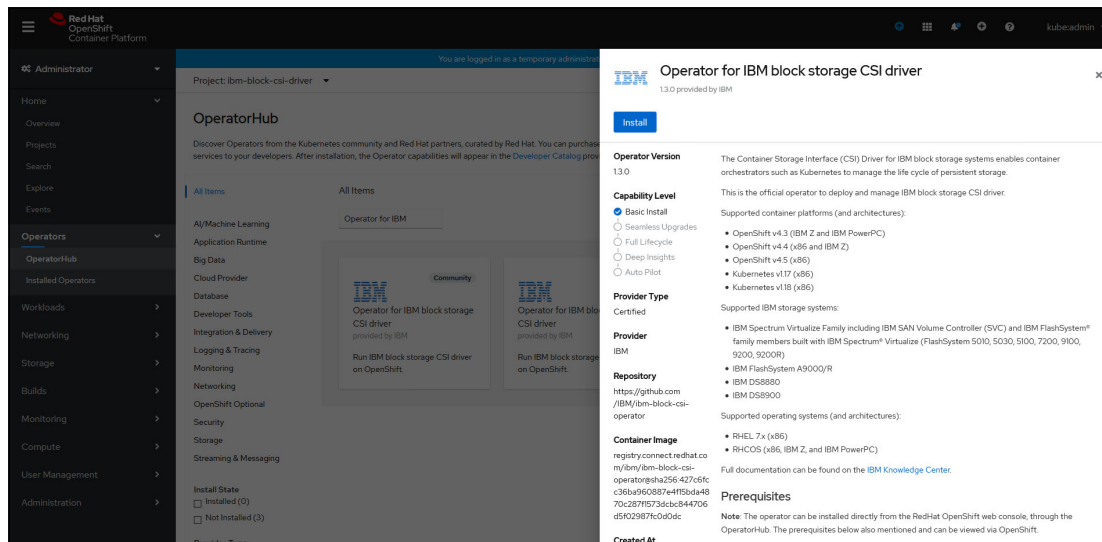 Red Hat
OpenShift
Container Platform
kube:admin
Administrator
Home
Overview
Projects
Search
Explore
Events
Operators
OperatorHub
Installed Operators
Workloads
Networking
Storage
Builds
Monitoring
Compute
User Management
Administration
You are logged in as a temporary administrat
Project: ibm-block-csi-driver
OperatorHub
Discover Operators from the Kubernetes community and Red Hat partners, curated by Red Hat. You can purchase
services to your developers. After installation, the Operator capabilities will appear in the Developer Catalog prov
All Items
AI/Machine Learning
Application Runtime
Big Data
Cloud Provider
Database
Developer Tools
Integration & Delivery
Logging & Tracing
Monitoring
Networking
OpenShift Optional
Security
Storage
Streaming & Messaging
Install State
Installed (0)
Not Installed (3)
All Items
Operator for IBM
Community
IBM
Operator for IBM block storage
CSI driver
provided by IBM
Run IBM block storage CSI driver
on OpenShift.
IBM
Operator for IBM blo
CSI driver
provided by IBM
Run IBM block storage
on OpenShift.
IBM
Operator for IBM block storage CSI driver
1.3.0 provided by IBM
Install
Operator Version
1.3.0
Capability Level
Basic Install
Seamless Upgrades
Full Lifecycle
Deep Insights
Auto Pilot
Provider Type
Certified
Provider
IBM
Repository
https://github.com
/IBM/ibm-block-csi-
operator
Container Image
registry.connect.redhat.co
m/ibm/ibm-block-csi-
operator@sha256:427c6fc
c36ba960887e4f15bda48
70c287f1573dcbc844706
d5f02987fc0d0dc
Created At
The Container Storage Interface (CSI) Driver for IBM block storage systems enables container
orchestrators such as Kubernetes to manage the life cycle of persistent storage.
This is the official operator to deploy and manage IBM block storage CSI driver.
Supported container platforms (and architectures):
• OpenShift v4.3 (IBM Z and IBM PowerPC)
• OpenShift v4.4 (x86 and IBM Z)
• OpenShift v4.5 (x86)
• Kubernetes v1.17 (x86)
• Kubernetes v1.18 (x86)
Supported IBM storage systems:
• IBM Spectrum Virtualize Family including IBM SAN Volume Controller (SVC) and IBM FlashSystem®
family members built with IBM Spectrum® Virtualize (FlashSystem 5010, 5030, 5100, 7200, 9100,
9200, 9200R)
• IBM FlashSystem A9000/R
• IBM DS8880
• IBM DS8900
Supported operating systems (and architectures):
• RHEL 7.x (x86)
• RHCOS (x86, IBM Z, and IBM PowerPC)
Full documentation can be found on the IBM Knowledge Center.
Prerequisites
Note: The operator can be installed directly from the RedHat OpenShift web console, through the
OperatorHub. The prerequisites below also mentioned and can be viewed via OpenShift.